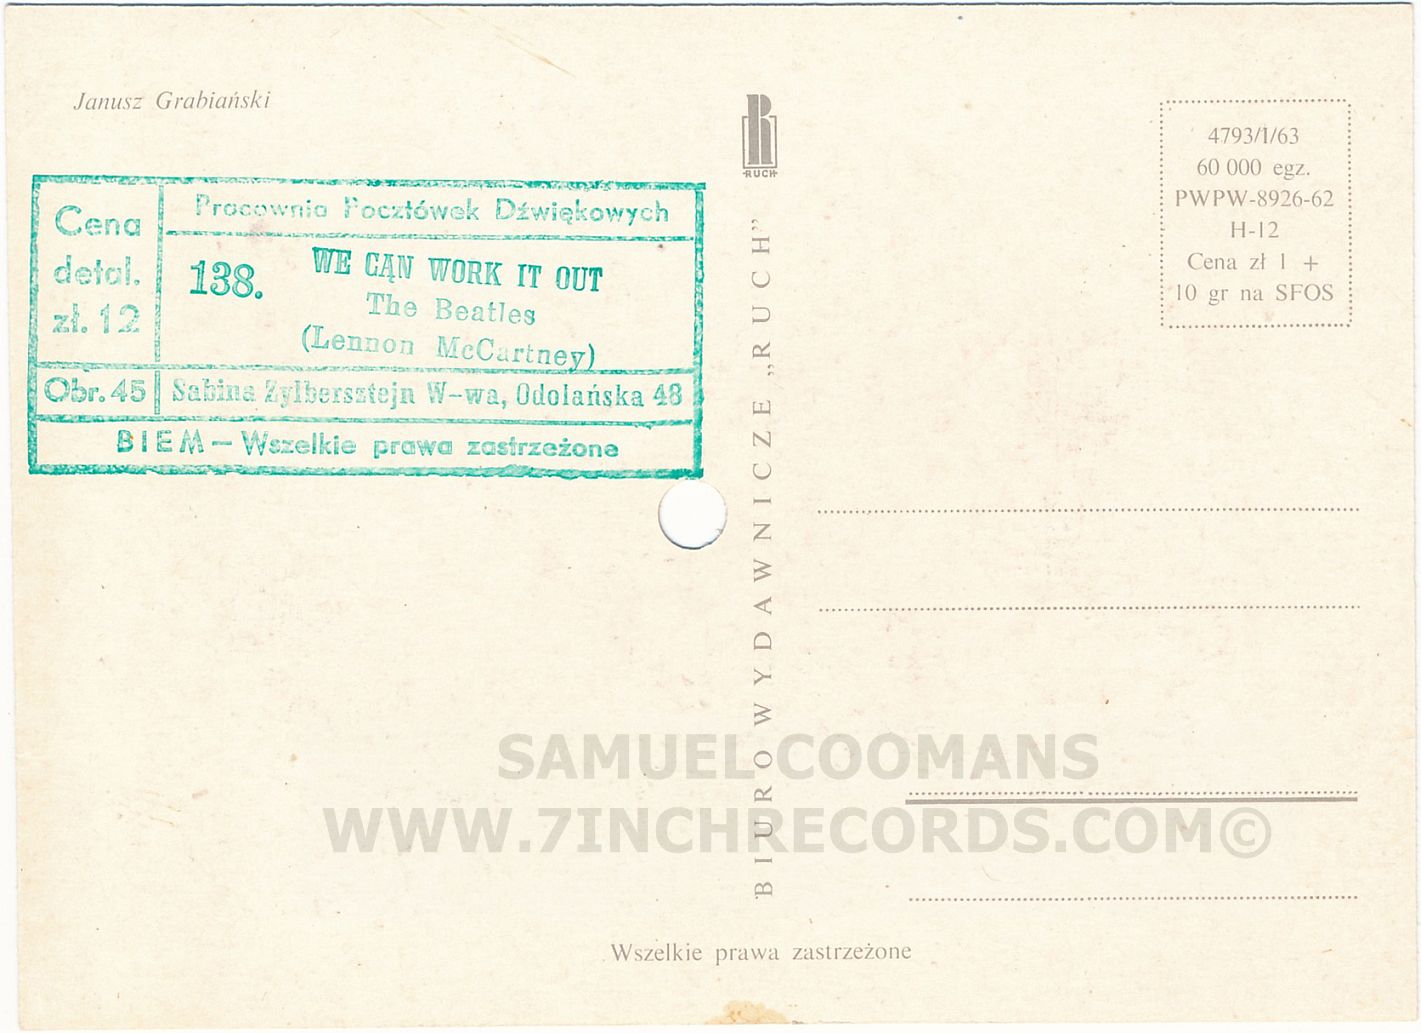 Janusz Grabiański
RUCH
4793/I/63
60 000 egz.
PWPW-8926-62
H-12
Cena zł 1 +
10 gr na SFOS
Cena
detal.
zł. 12
Pracownia Pocztówek Dźwiękowych
138.
WE CĄN WORK IT OUT
The Beatles
(Lennon McCartney)
Obr. 45
Sabina Zylbersztejn W-wa, Odolańska 48
BIEM — Wszelkie prawa zastrzeżone
BIURO WYDAWNICZE „RUCH”
SAMUEL COOMANS
WWW.7INCHRECORDS.COM©
Wszelkie prawa zastrzeżone